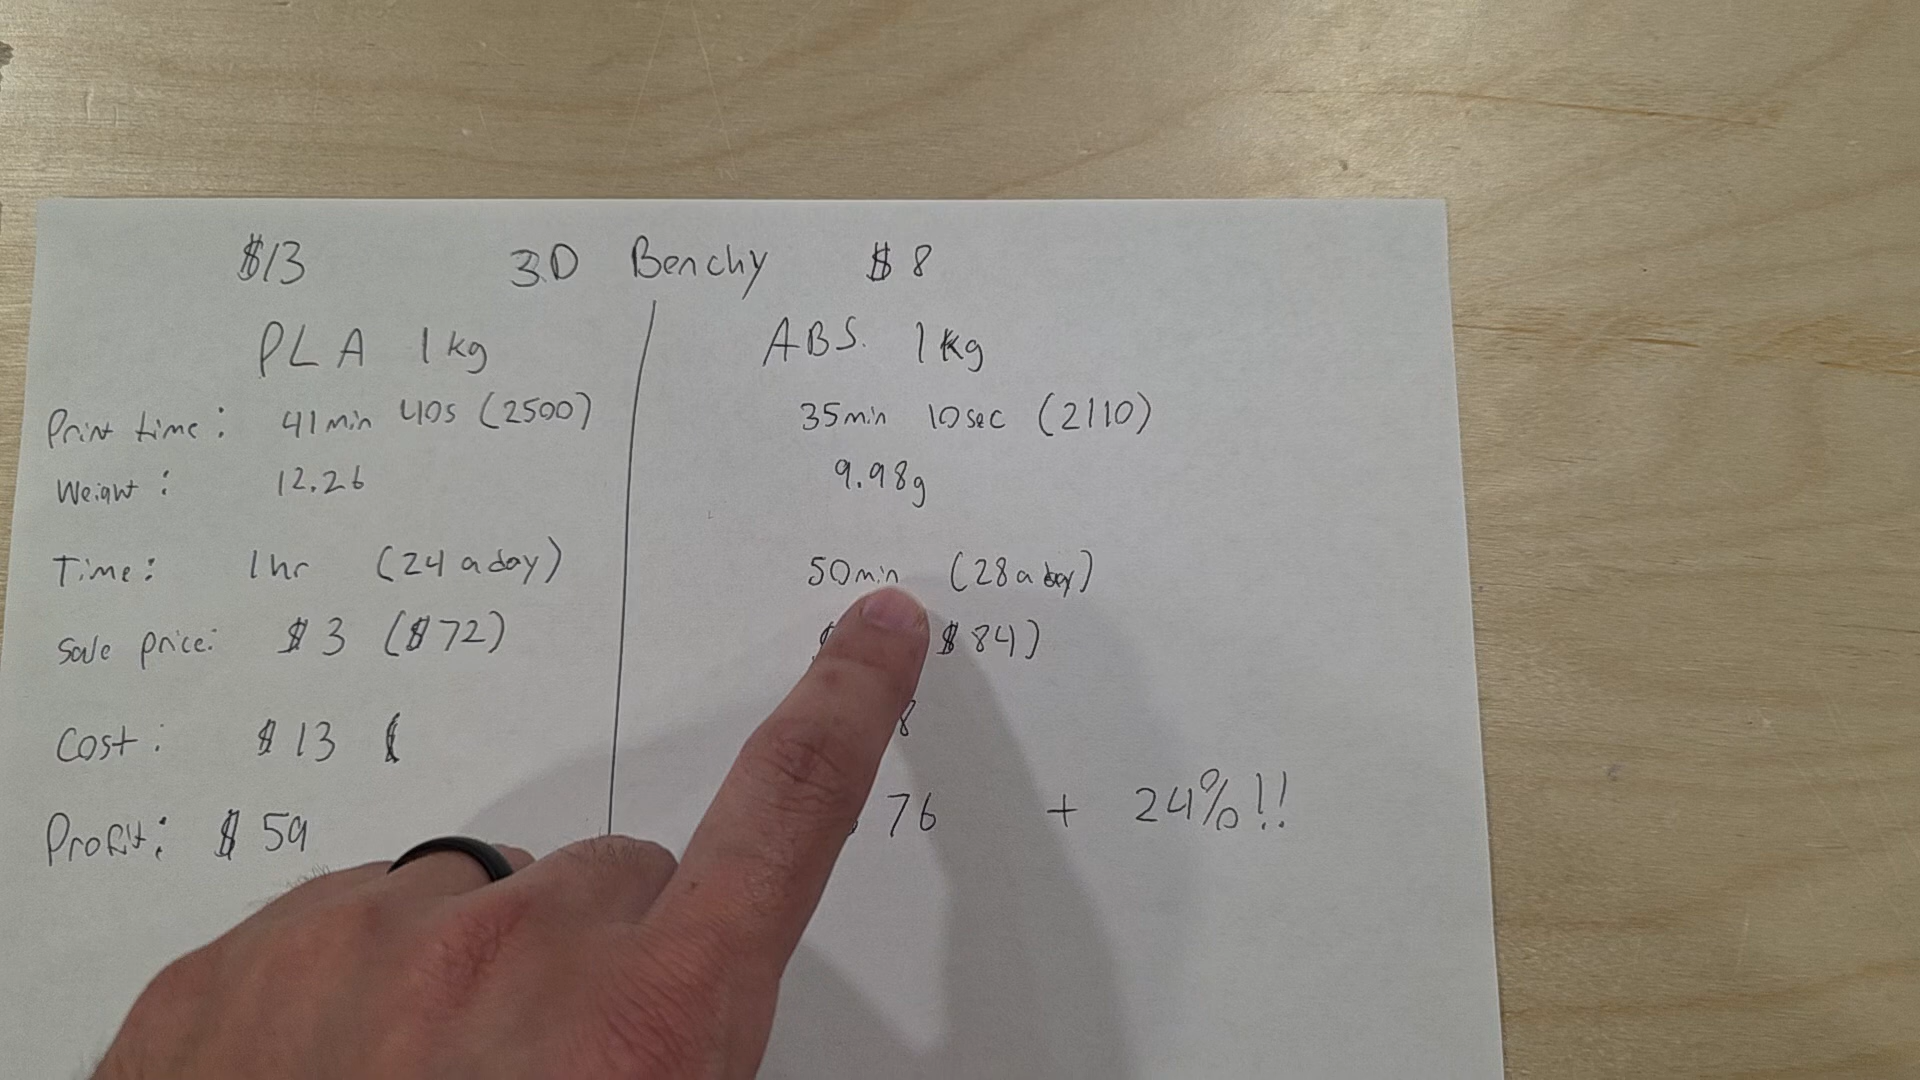 $13 3D Benchy $8
PLA 1kg
Print time: 41min 40s (2500)
Weight: 12.26
Time: 1hr (24 a day)
Sale price: $3 ($72)
Cost: $13
Profit: $59
ABS. 1kg
35min 10sec (2110)
9.98g
50min (28 a day)
$84)
8
76 + 24%!!